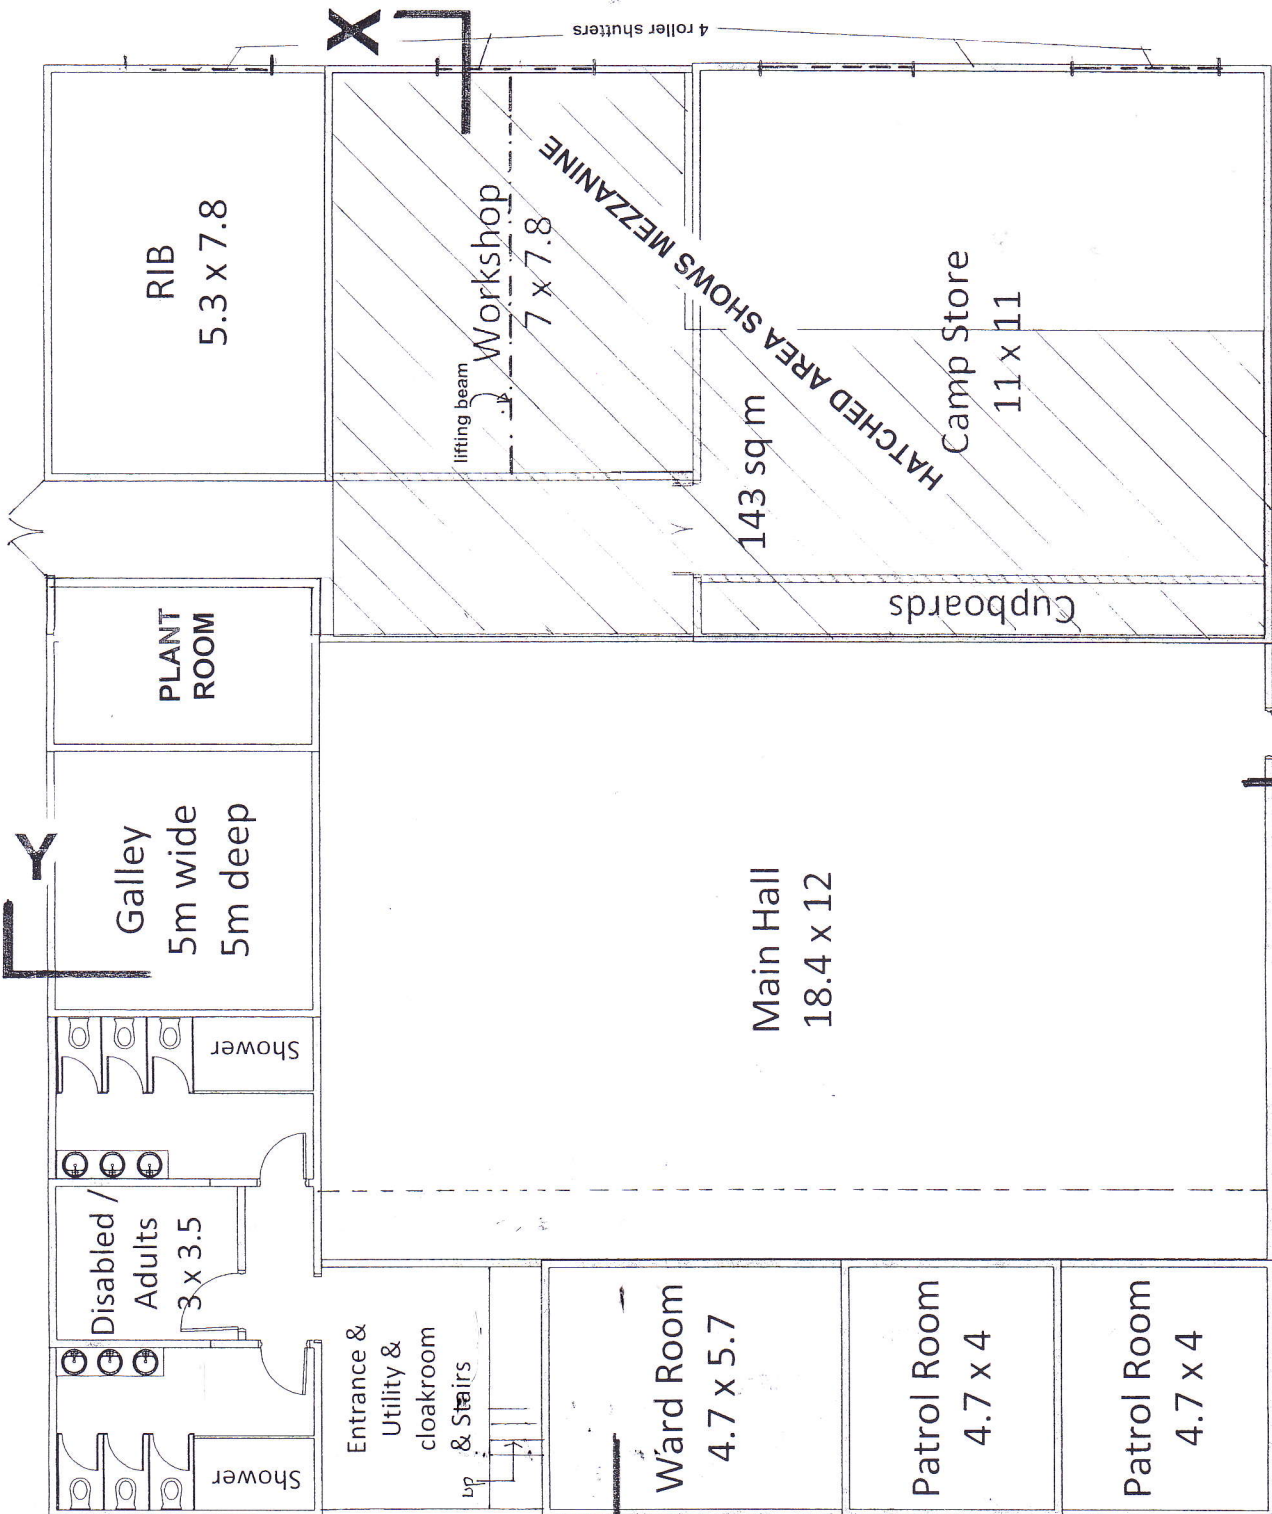 X
4 roller shutters
RIB
5.3 x 7.8
lifting beam
Workshop
7 x 7.8
HATCHED AREA SHOWS MEZZANINE
143 sq m
Camp Store
11 x 11
Cupboards
PLANT
ROOM
Y
Galley
5m wide
5m deep
Shower
Main Hall
18.4 x 12
Disabled /
Adults
3 x 3.5
Shower
Entrance &
Utility &
cloakroom
& Stairs
up
Ward Room
4.7 x 5.7
Patrol Room
4.7 x 4
Patrol Room
4.7 x 4